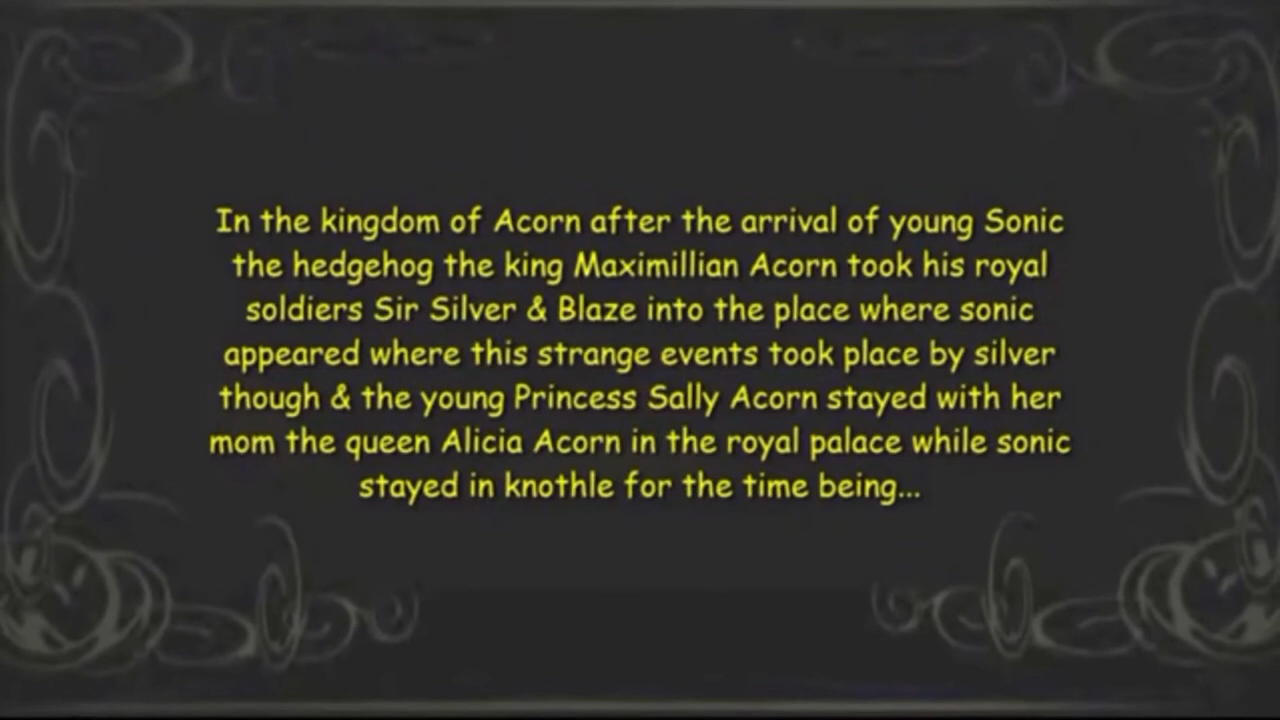 In the kingdom of Acorn after the arrival of young Sonic
the hedgehog the king Maximillian Acorn took his royal
soldiers Sir Silver & Blaze into the place where sonic
appeared where this strange events took place by silver
though & the young Princess Sally Acorn stayed with her
mom the queen Alicia Acorn in the royal palace while sonic
stayed in knothle for the time being...